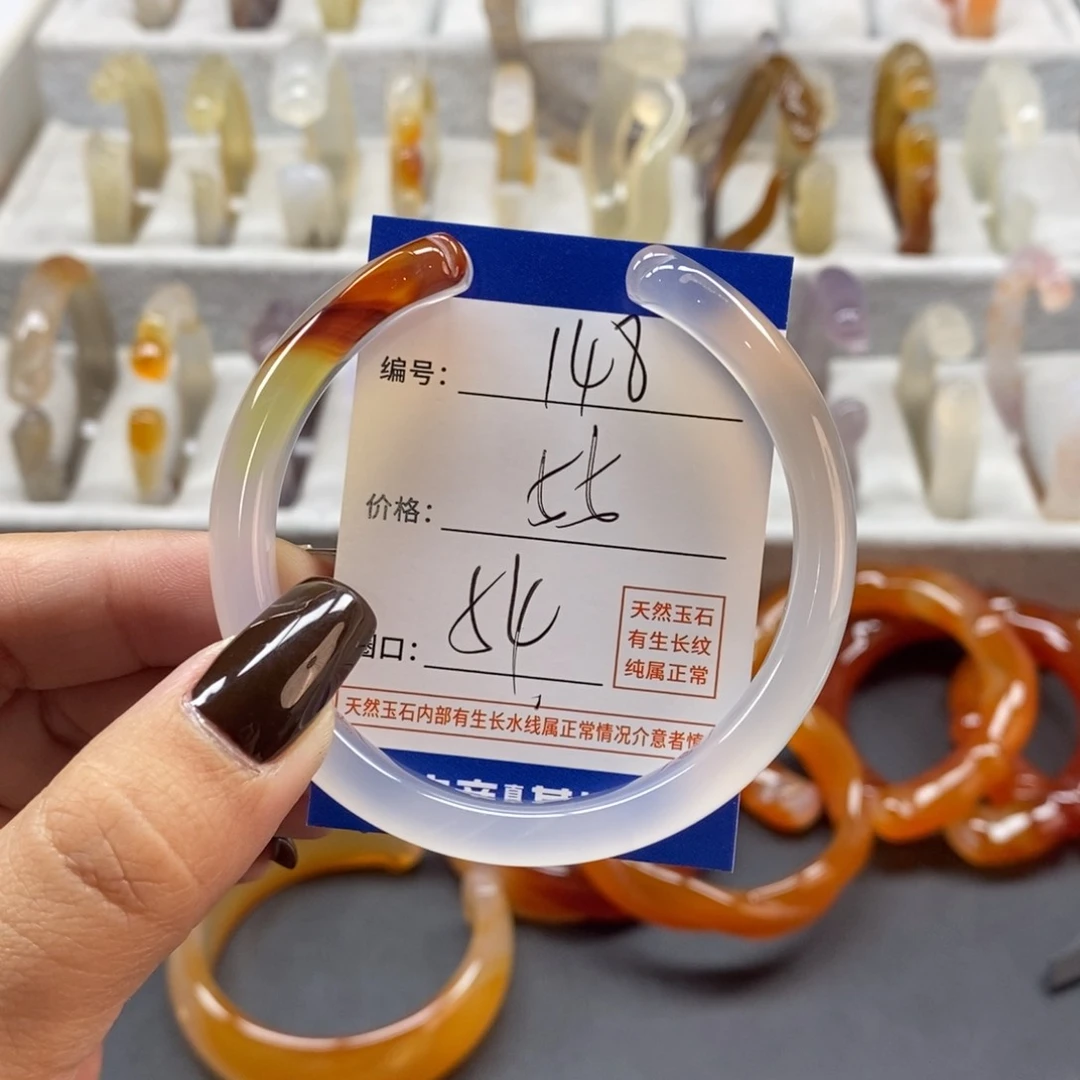 编号: 148
价格: 55
圈口: 54
天然玉石
有生长纹
纯属正常
天然玉石内部有生长水线属正常情况介意者慎